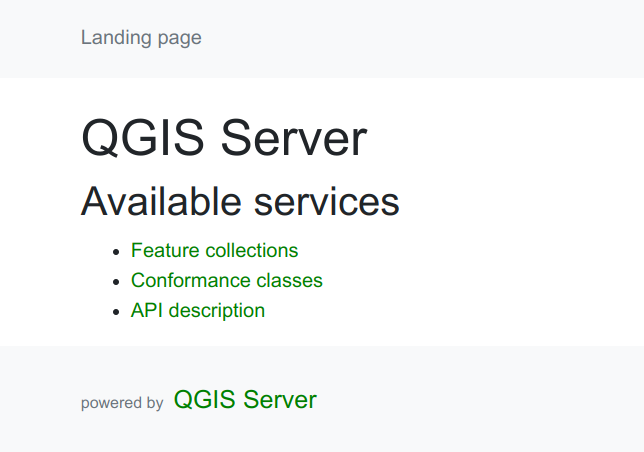 Landing page
QGIS Server
Available services
Feature collections
Conformance classes
API description
powered by QGIS Server